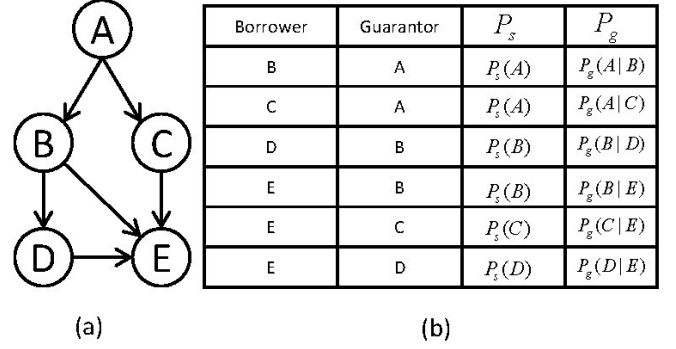 A
B
C
D
E
(a)
Borrower Guarantor P_s P_g
B A P_s(A) P_g(A|B)
C A P_s(A) P_g(A|C)
D B P_s(B) P_g(B|D)
E B P_s(B) P_g(B|E)
E C P_s(C) P_g(C|E)
E D P_s(D) P_g(D|E)
(b)